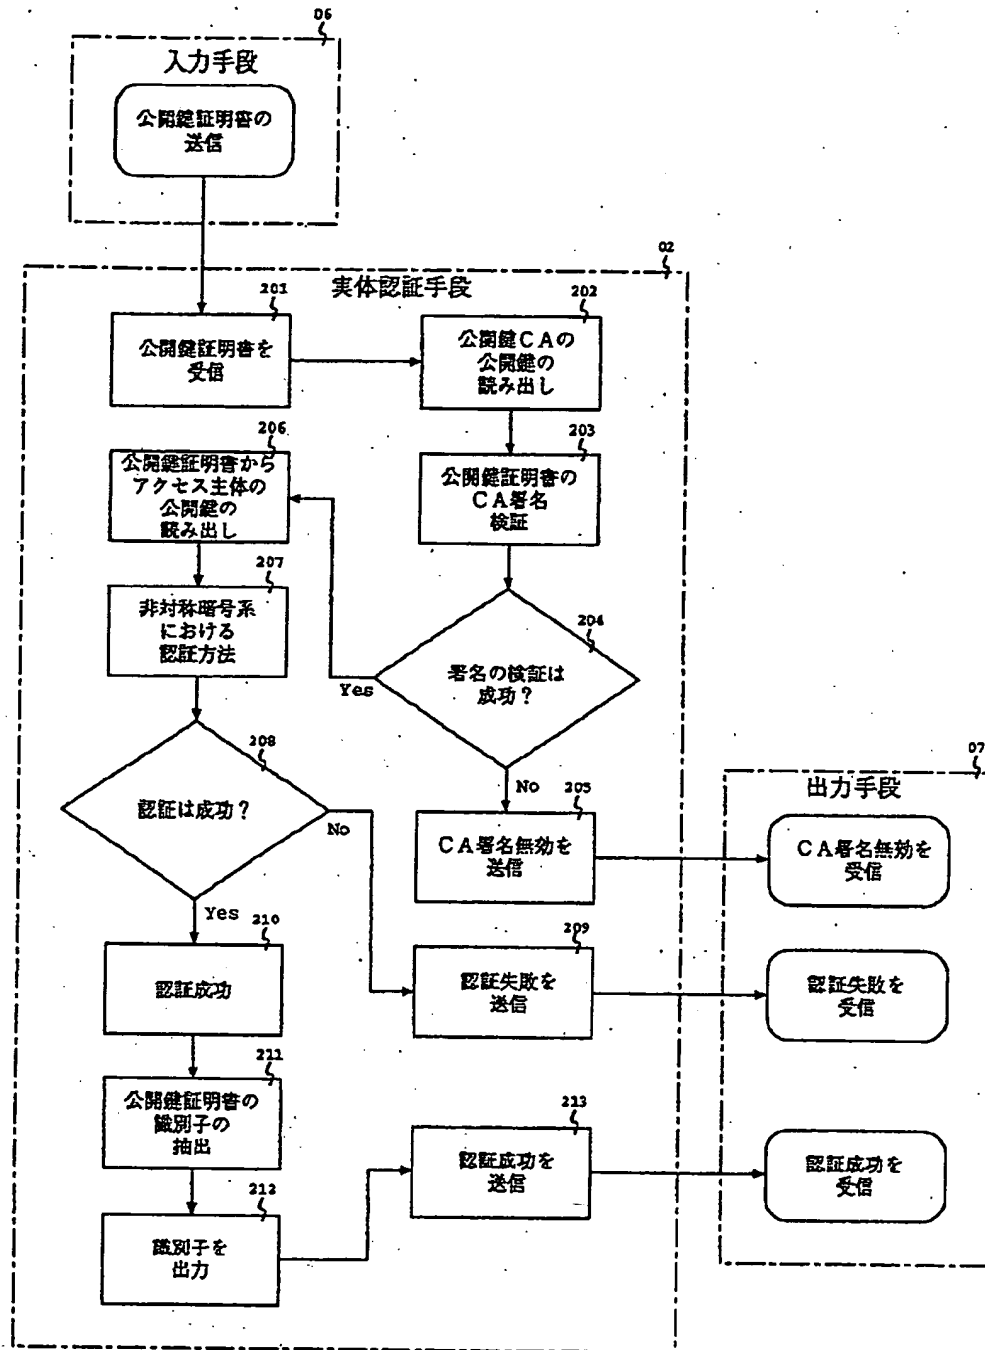 06
入力手段
公開鍵証明書の
送信
02
実体認証手段
201
公開鍵証明書を
受信
202
公開鍵CAの
公開鍵の
読み出し
203
公開鍵証明書の
CA署名
検証
204
署名の検証は
成功?
Yes
No
205
CA署名無効を
送信
206
公開鍵証明書から
アクセス主体の
公開鍵の
読み出し
207
非対称暗号系
における
認証方法
208
認証は成功?
No
Yes
209
認証失敗を
送信
210
認証成功
211
公開鍵証明書の
識別子の
抽出
212
識別子を
出力
213
認証成功を
送信
07
出力手段
CA署名無効を
受信
認証失敗を
受信
認証成功を
受信